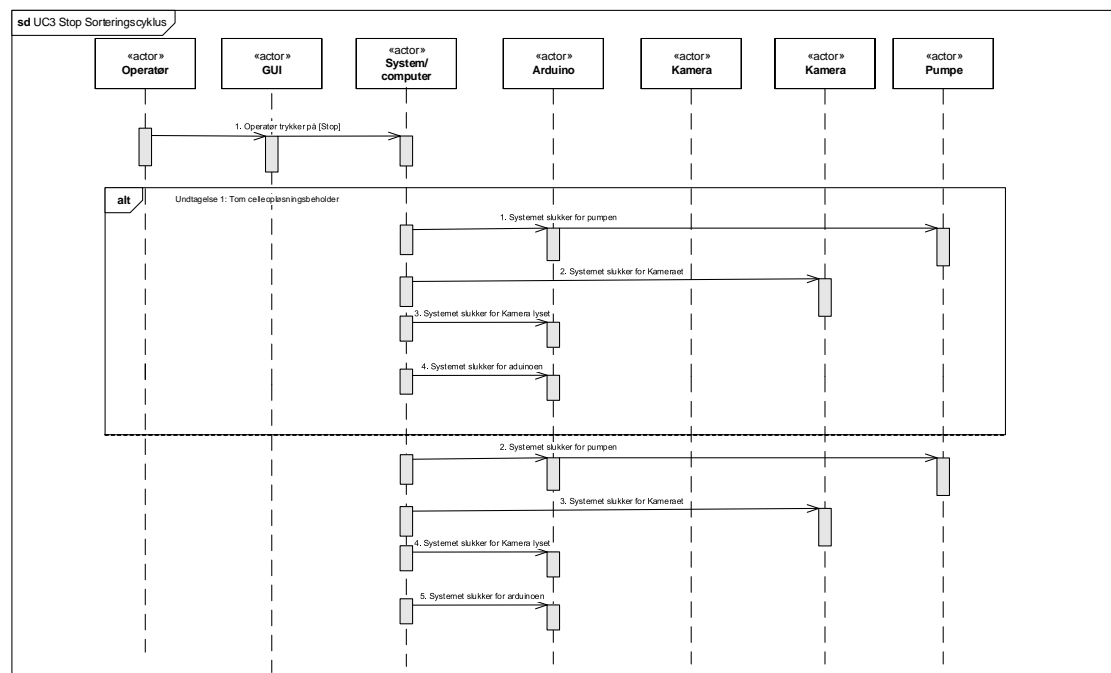 sd UC3 Stop Sorteringscyklus
«actor»
Operatør
«actor»
GUI
«actor»
System/
computer
«actor»
Arduino
«actor»
Kamera
«actor»
Kamera
«actor»
Pumpe
1. Operatør trykker på [Stop]
alt
Undtagelse 1: Tom celleopløsningsbeholder
1. Systemet slukker for pumpen
2. Systemet slukker for Kameraet
3. Systemet slukker for Kamera lyset
4. Systemet slukker for aduinoen
2. Systemet slukker for pumpen
3. Systemet slukker for Kameraet
4. Systemet slukker for Kamera lyset
5. Systemet slukker for arduinoen